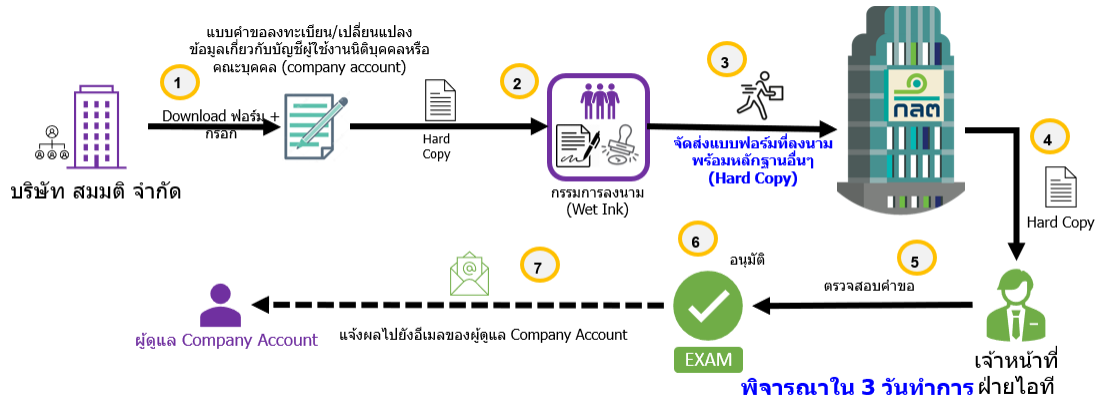 แบบคำขอลงทะเบียน/เปลี่ยนแปลง
ข้อมูลเกี่ยวกับบัญชีผู้ใช้งานนิติบุคคลหรือ
คณะบุคคล (company account)
1
Download ฟอร์ม +
กรอก
Hard
Copy
2
กรรมการลงนาม
(Wet Ink)
3
จัดส่งแบบฟอร์มที่ลงนาม
พร้อมหลักฐานอื่นๆ
(Hard Copy)
กลต
4
Hard Copy
บริษัท สมมติ จำกัด
5
ตรวจสอบคำขอ
6
อนุมัติ
7
@
แจ้งผลไปยังอีเมลของผู้ดูแล Company Account
ผู้ดูแล Company Account
EXAM
เจ้าหน้าที่
ฝ่ายไอที
พิจารณาใน 3 วันทำการ